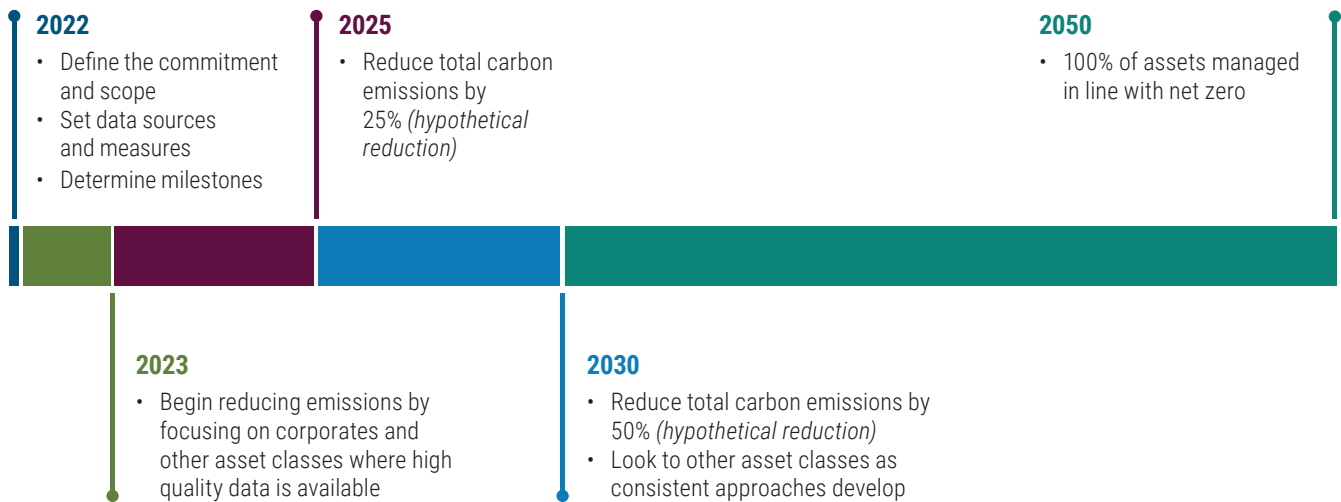 2022
• Define the commitment
and scope
• Set data sources
and measures
• Determine milestones
2025
• Reduce total carbon
emissions by
25% (hypothetical
reduction)
2050
• 100% of assets managed
in line with net zero
2023
• Begin reducing emissions by
focusing on corporates and
other asset classes where high
quality data is available
2030
• Reduce total carbon emissions by
50% (hypothetical reduction)
• Look to other asset classes as
consistent approaches develop